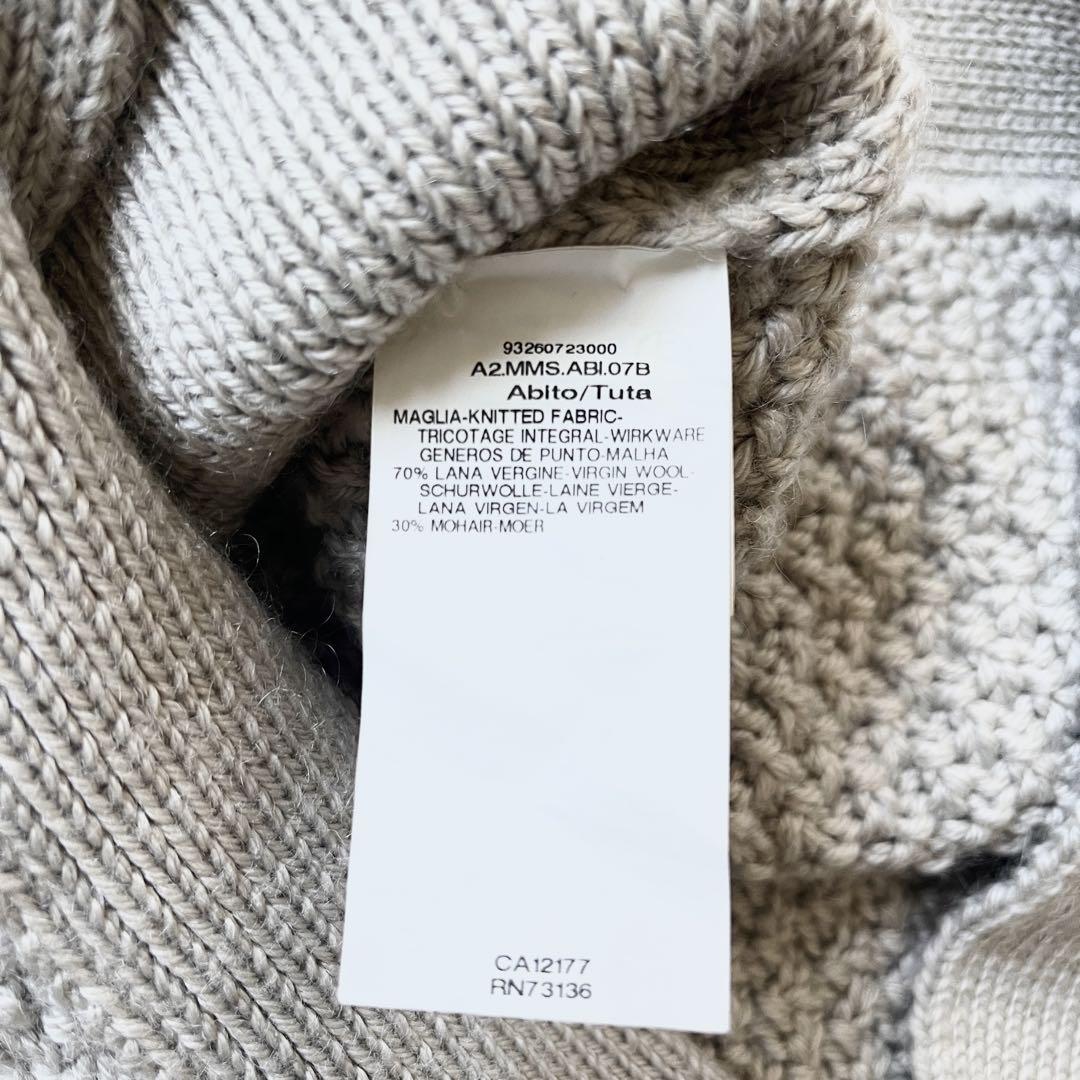 93260723000
A2.MMS.ABI.07B
Abito/Tuta
MAGLIA-KNITTED FABRIC-
TRICOTAGE INTEGRAL-WIRKWARE
GENEROS DE PUNTO-MALHA
70% LANA VERGINE-VIRGIN WOOL-
SCHURWOLLE-LAINE VIERGE-
LANA VIRGEN-LA VIRGEM
30% MOHAIR-MOER
CA12177
RN73136